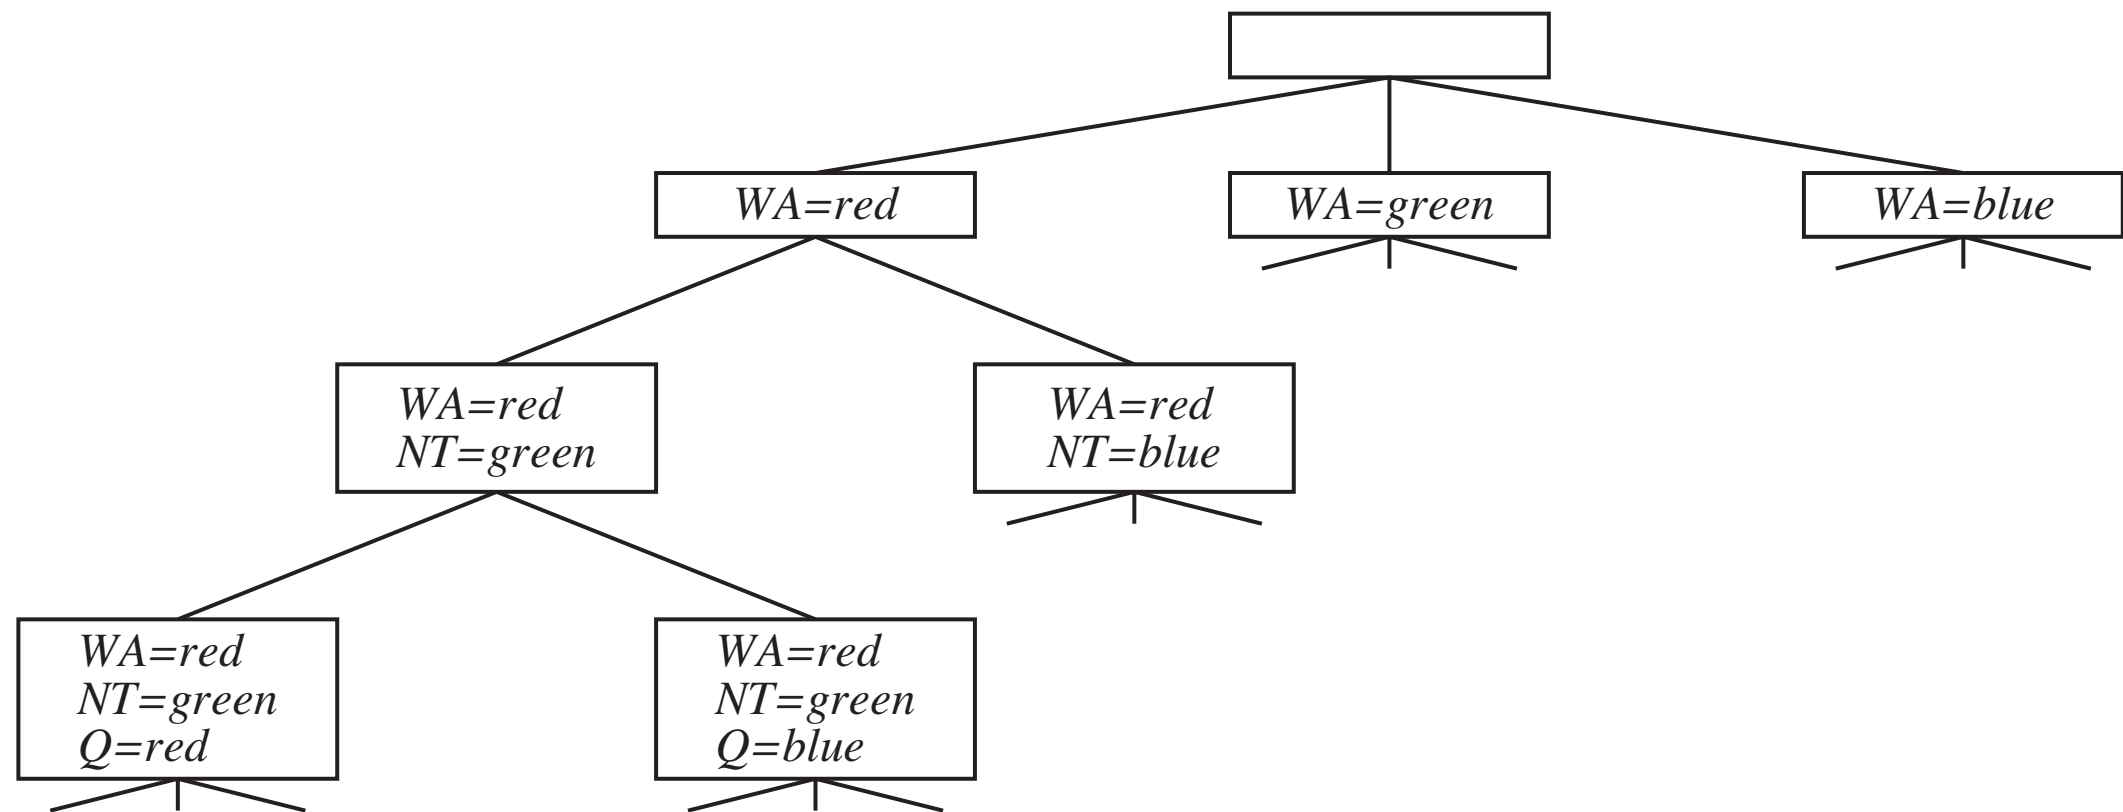 WA=red
WA=green
WA=blue
WA=red
NT=green
WA=red
NT=blue
WA=red
NT=green
Q=red
WA=red
NT=green
Q=blue